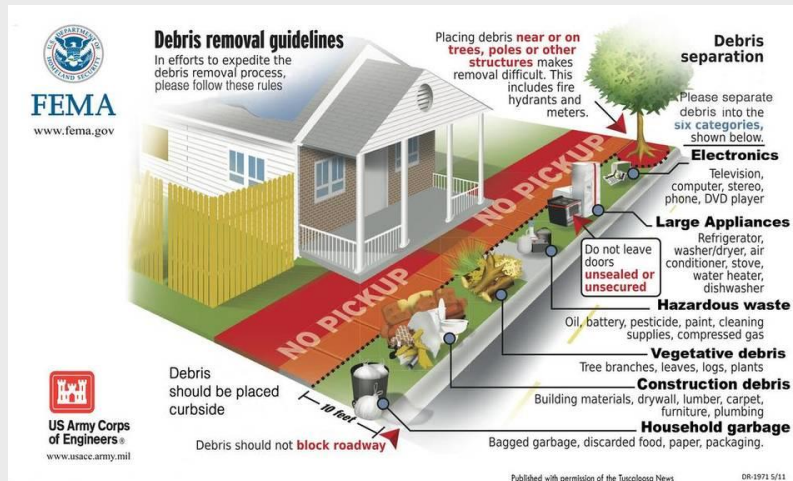 U.S. DEPARTMENT OF
HOMELAND SECURITY
FEMA
www.fema.gov
Debris removal guidelines
In efforts to expedite the
debris removal process,
please follow these rules
Placing debris near or on
trees, poles or other
structures makes
removal difficult. This
includes fire
hydrants and
meters.
Debris
separation
Please separate
debris into the
six categories,
shown below.
Electronics
Television,
computer, stereo,
phone, DVD player
Large Appliances
Refrigerator,
washer/dryer, air
conditioner, stove,
water heater,
dishwasher
Do not leave
doors
unsealed or
unsecured
Hazardous waste
Oil, battery, pesticide, paint, cleaning
supplies, compressed gas
Vegetative debris
Tree branches, leaves, logs, plants
Construction debris
Building materials, drywall, lumber, carpet,
furniture, plumbing
Household garbage
Bagged garbage, discarded food, paper, packaging.
NO PICKUP
NO PICKUP
Debris
should be placed
curbside
10 feet
Debris should not block roadway
US Army Corps
of Engineers®
www.usace.army.mil
Published with permission of the Tuscaloosa News
DR-1971 5/11